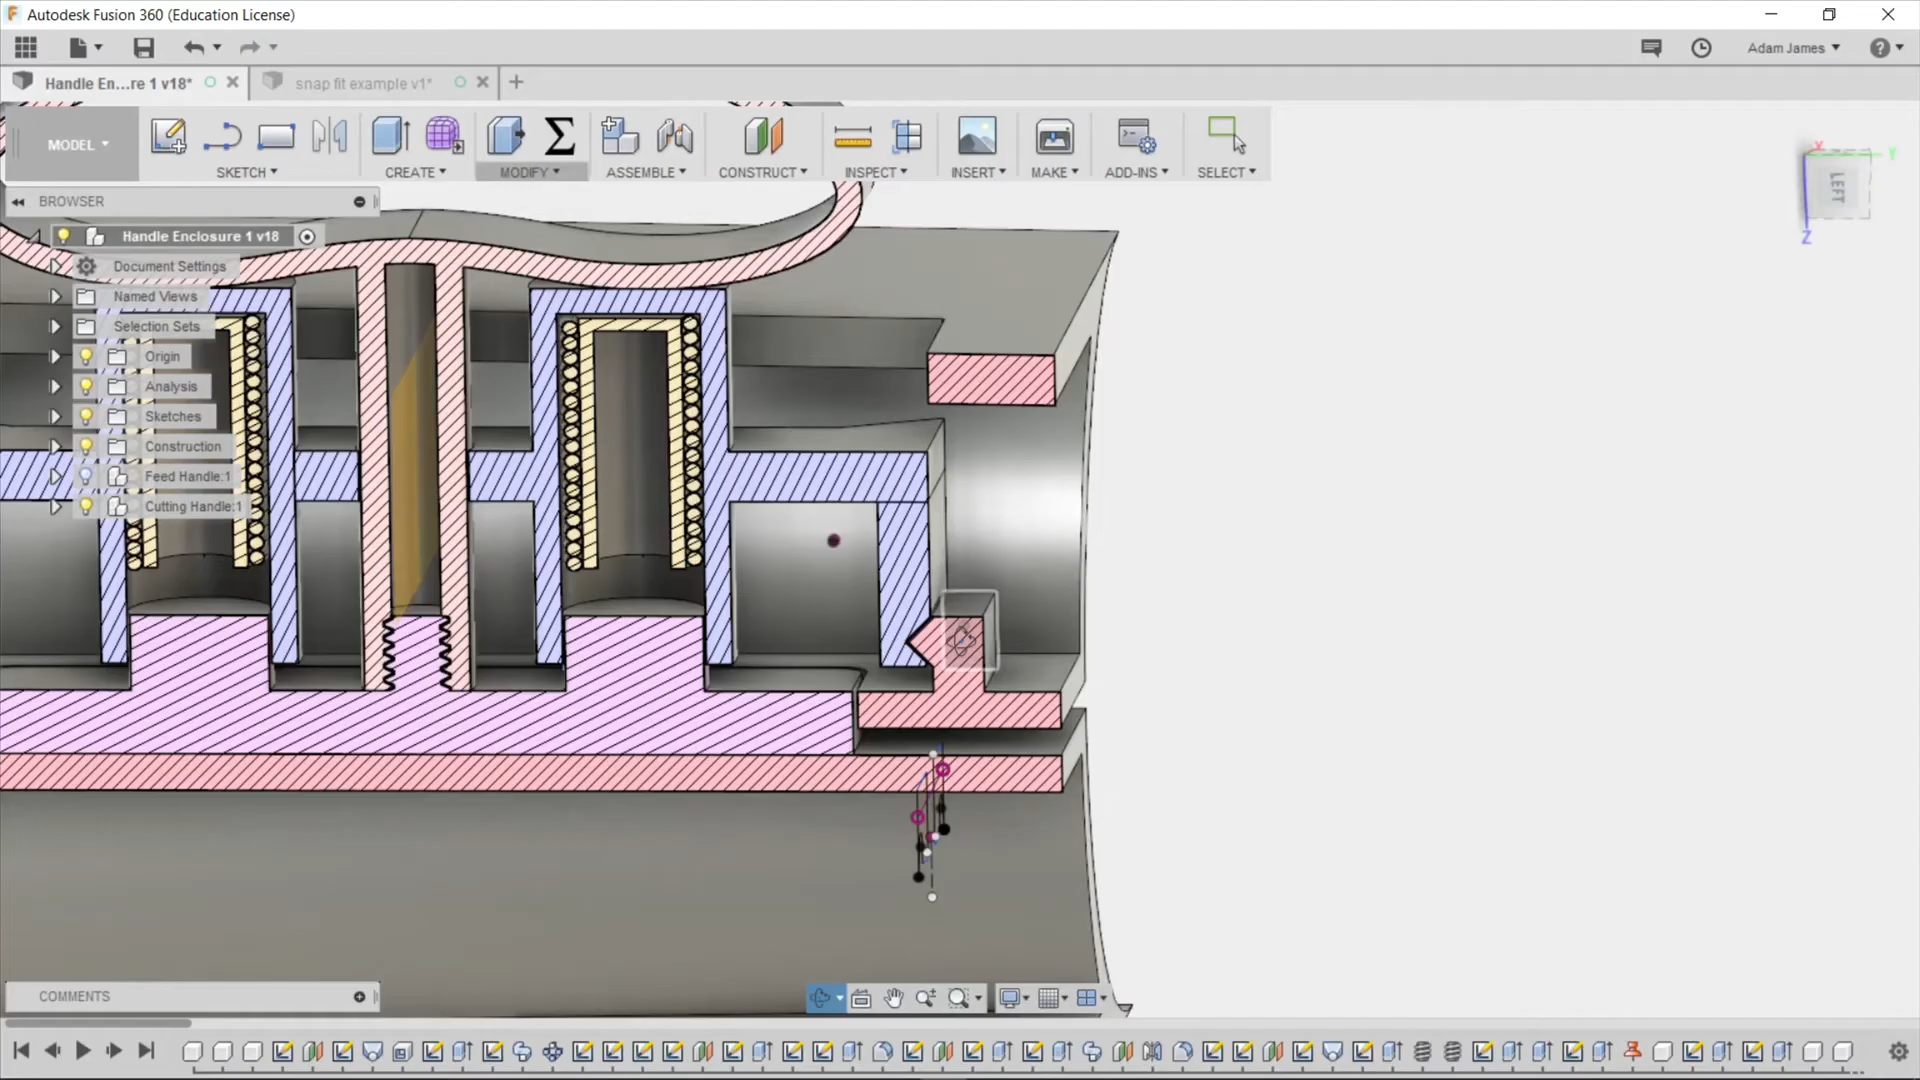 Autodesk Fusion 360 (Education License)
Adam James
Handle En...re 1 v18*
snap fit example v1*
MODEL
SKETCH
CREATE
MODIFY
ASSEMBLE
CONSTRUCT
INSPECT
INSERT
MAKE
ADD-INS
SELECT
BROWSER
Handle Enclosure 1 v18
Document Settings
Named Views
Selection Sets
Origin
Analysis
Sketches
Construction
Feed Handle:1
Cutting Handle:1
X
Y
LEFT
Z
COMMENTS